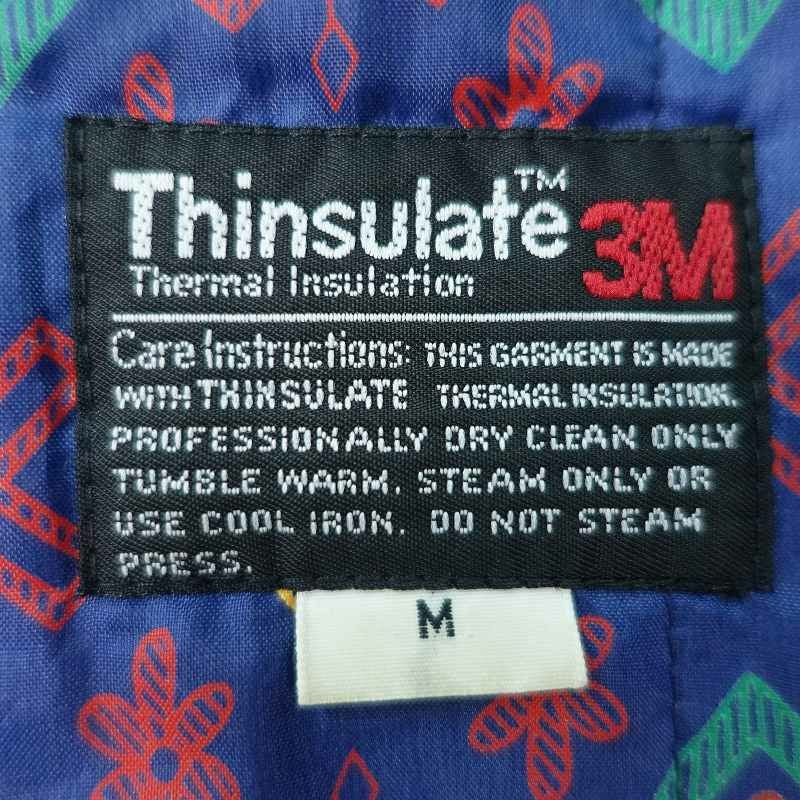 Thinsulate™
3M
Thermal Insulation
Care Instructions: THIS GARMENT IS MADE
WITH THINSULATE THERMAL INSULATION.
PROFESSIONALLY DRY CLEAN ONLY
TUMBLE WARM. STEAM ONLY OR
USE COOL IRON. DO NOT STEAM
PRESS.
M